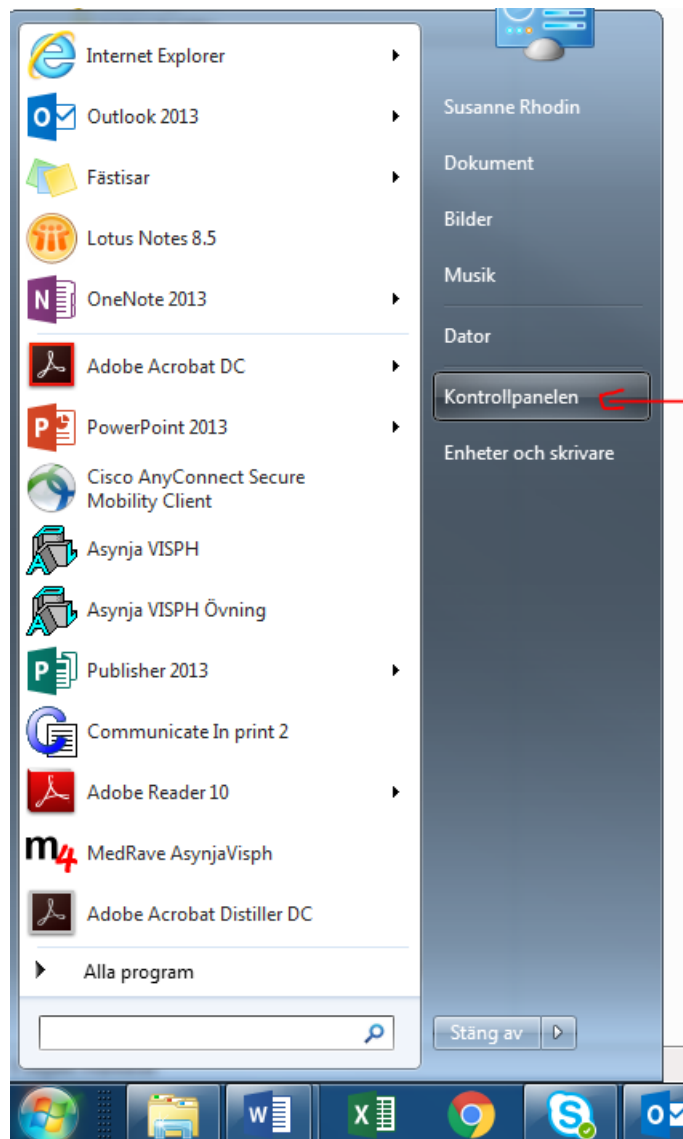 Internet Explorer
Outlook 2013
Fästisar
Lotus Notes 8.5
OneNote 2013
Adobe Acrobat DC
PowerPoint 2013
Cisco AnyConnect Secure
Mobility Client
Asynja VISPH
Asynja VISPH Övning
Publisher 2013
Communicate In print 2
Adobe Reader 10
m4 MedRave AsynjaVisph
Adobe Acrobat Distiller DC
Alla program
Susanne Rhodin
Dokument
Bilder
Musik
Dator
Kontrollpanelen
Enheter och skrivare
Stäng av